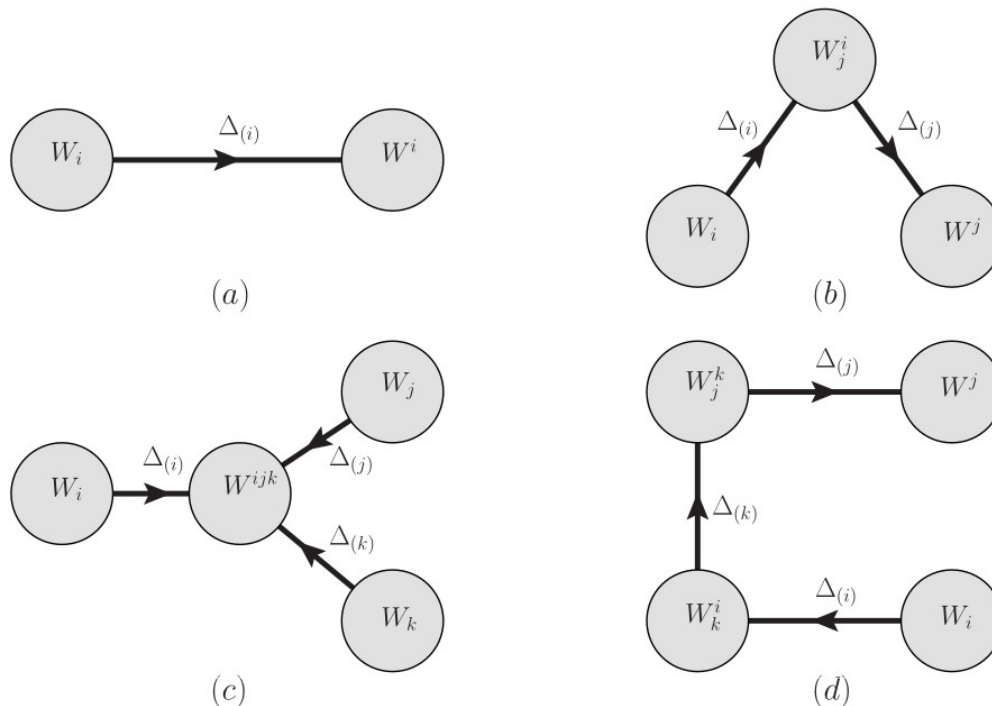 W_i Δ_(i) W^i
(a)
W^i_j
Δ_(i) Δ_(j)
W_i W^j
(b)
W_j
W_i Δ_(i) W^{ijk} Δ_(j)
Δ_(k)
W_k
(c)
W^k_j Δ_(j) W^j
Δ_(k)
W^i_k Δ_(i) W_i
(d)